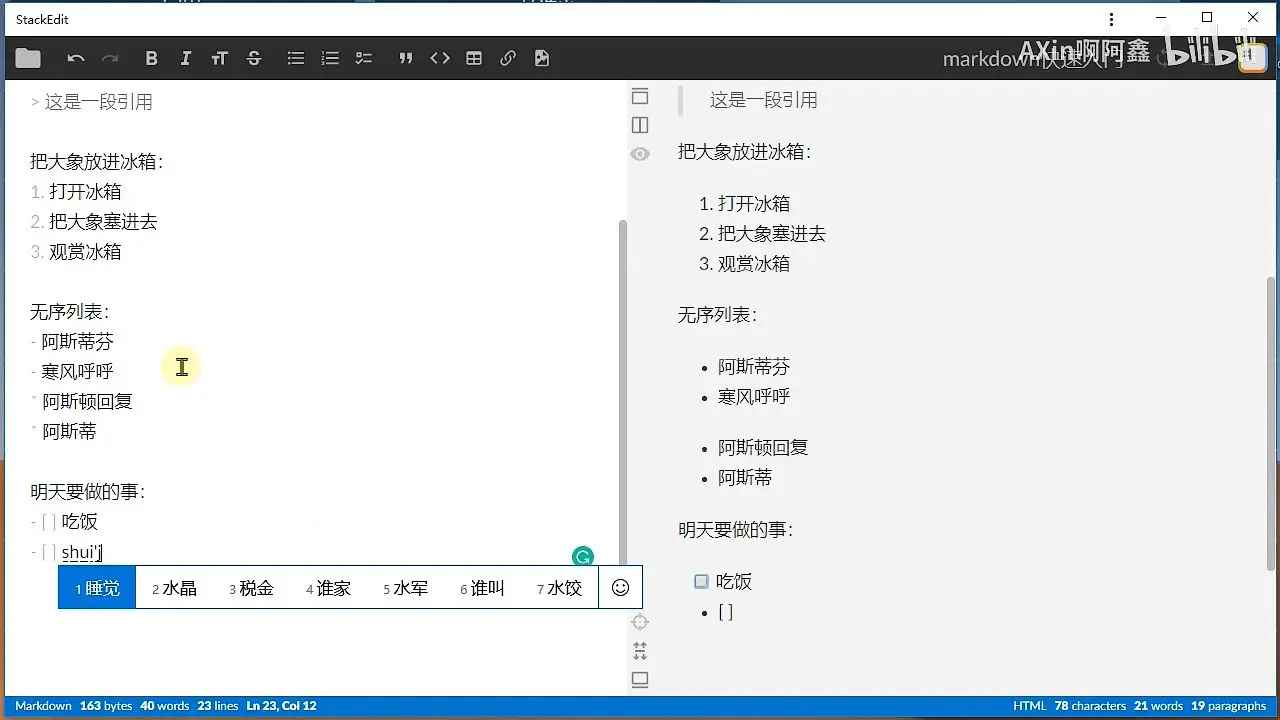 StackEdit
AXin啊阿鑫 bilibili
markdown快速入门
> 这是一段引用
把大象放进冰箱：
1. 打开冰箱
2. 把大象塞进去
3. 观赏冰箱
无序列表：
- 阿斯蒂芬
- 寒风呼呼
* 阿斯顿回复
* 阿斯蒂
明天要做的事：
- [ ] 吃饭
- [ ] shui'j
1 睡觉 2 水晶 3 税金 4 谁家 5 水军 6 谁叫 7 水饺
这是一段引用
把大象放进冰箱：
1. 打开冰箱
2. 把大象塞进去
3. 观赏冰箱
无序列表：
• 阿斯蒂芬
• 寒风呼呼
• 阿斯顿回复
• 阿斯蒂
明天要做的事：
吃饭
• [ ]
Markdown 163 bytes 40 words 23 lines Ln 23, Col 12
HTML 78 characters 21 words 19 paragraphs